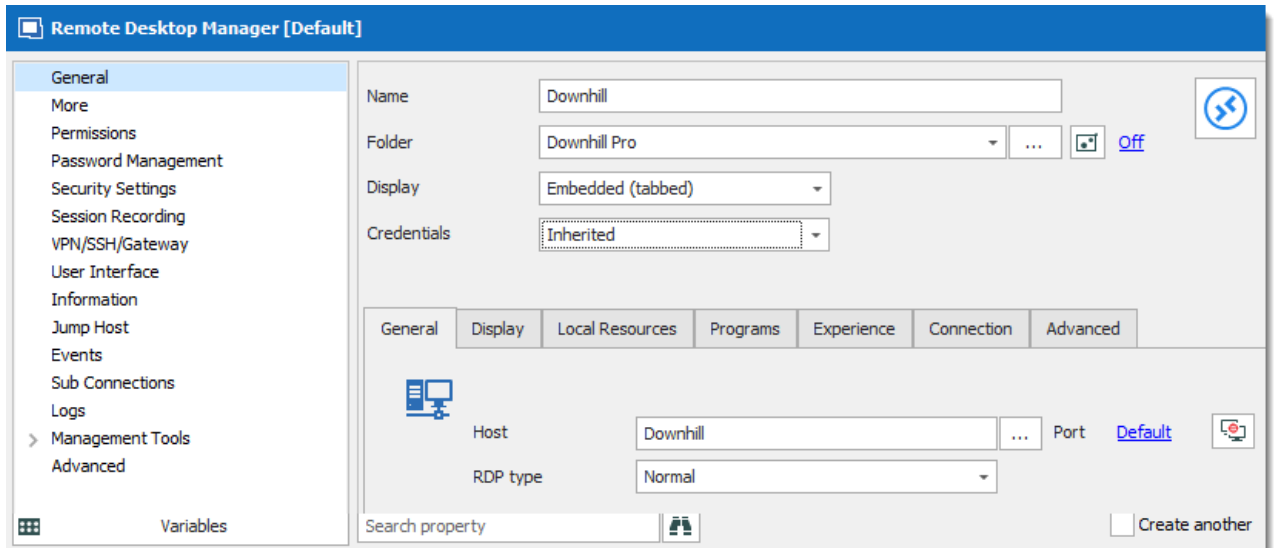 Remote Desktop Manager [Default]
General
More
Permissions
Password Management
Security Settings
Session Recording
VPN/SSH/Gateway
User Interface
Information
Jump Host
Events
Sub Connections
Logs
Management Tools
Advanced
Variables
Name Downhill
Folder Downhill Pro ... Off
Display Embedded (tabbed)
Credentials Inherited
General Display Local Resources Programs Experience Connection Advanced
Host Downhill ... Port Default
RDP type Normal
Search property Create another